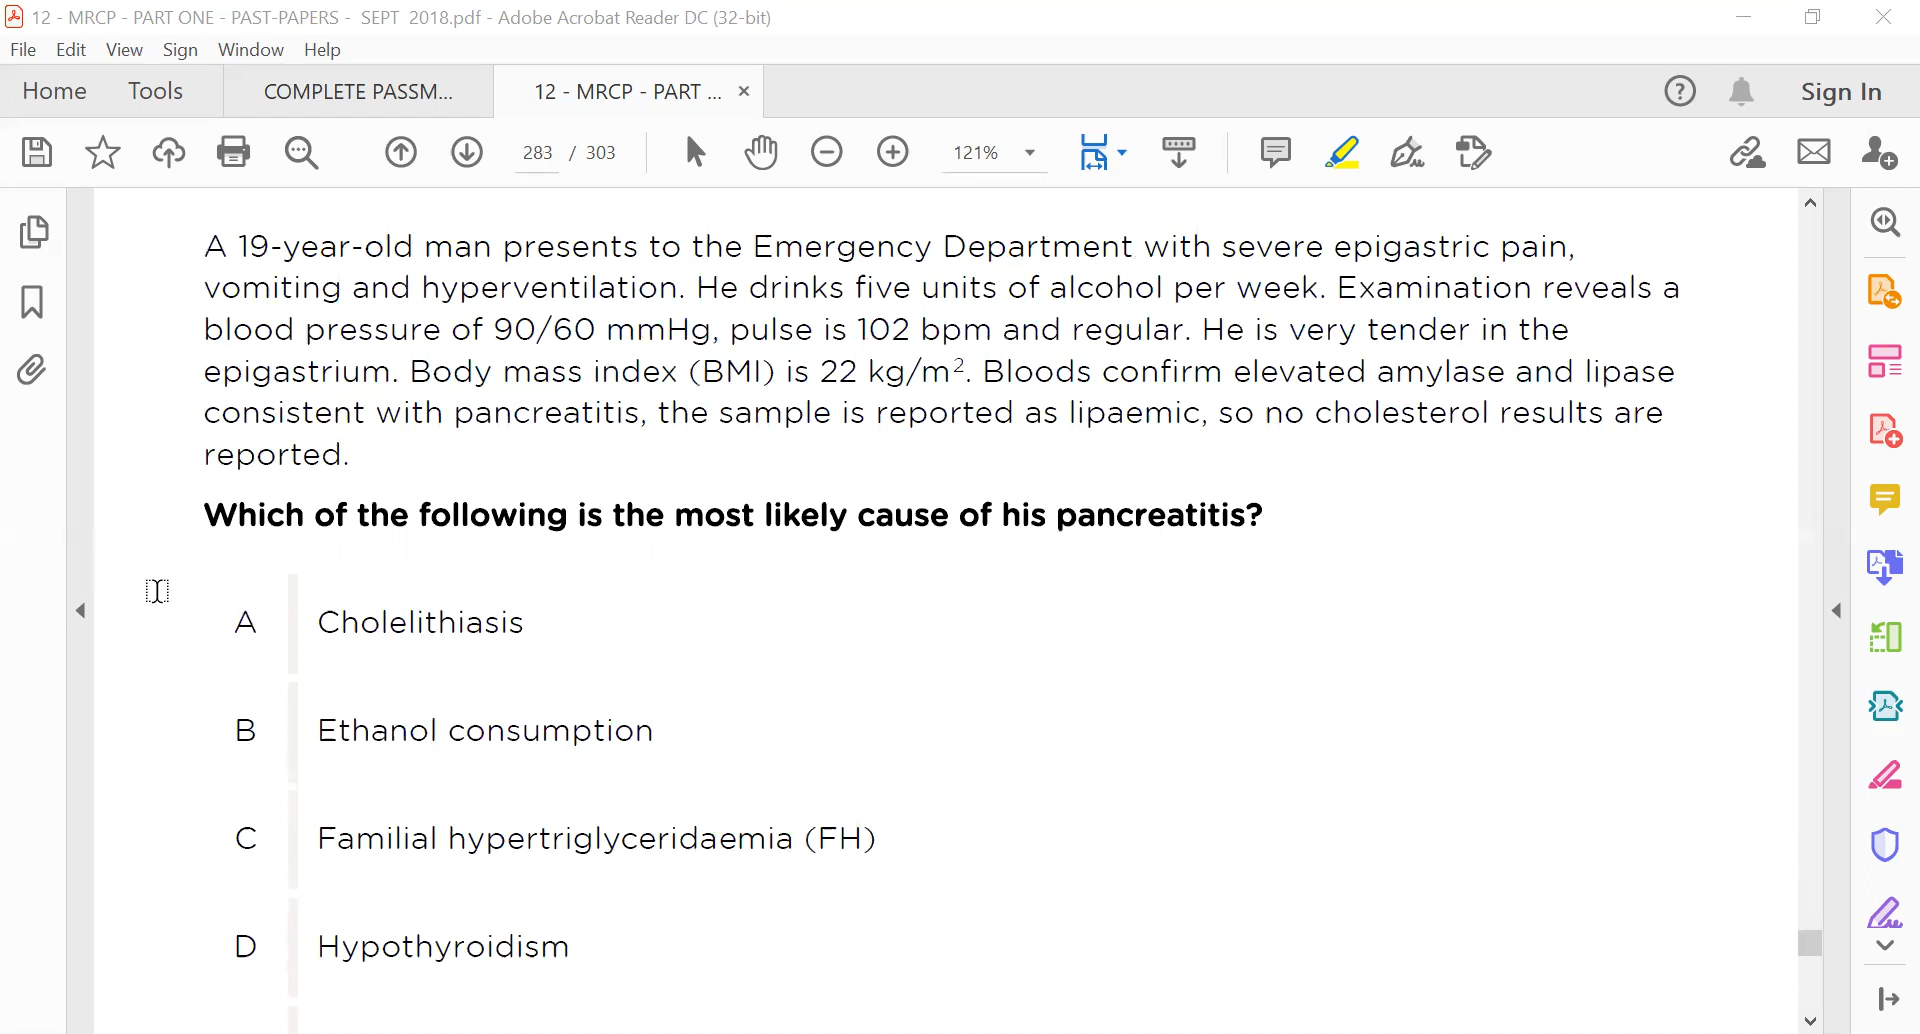 12 - MRCP - PART ONE - PAST-PAPERS - SEPT 2018.pdf - Adobe Acrobat Reader DC (32-bit)
File Edit View Sign Window Help
Home Tools COMPLETE PASSM... 12 - MRCP - PART ... × Sign In
283 / 303 121%
A 19-year-old man presents to the Emergency Department with severe epigastric pain,
vomiting and hyperventilation. He drinks five units of alcohol per week. Examination reveals a
blood pressure of 90/60 mmHg, pulse is 102 bpm and regular. He is very tender in the
epigastrium. Body mass index (BMI) is 22 kg/m². Bloods confirm elevated amylase and lipase
consistent with pancreatitis, the sample is reported as lipaemic, so no cholesterol results are
reported.
Which of the following is the most likely cause of his pancreatitis?
A Cholelithiasis
B Ethanol consumption
C Familial hypertriglyceridaemia (FH)
D Hypothyroidism